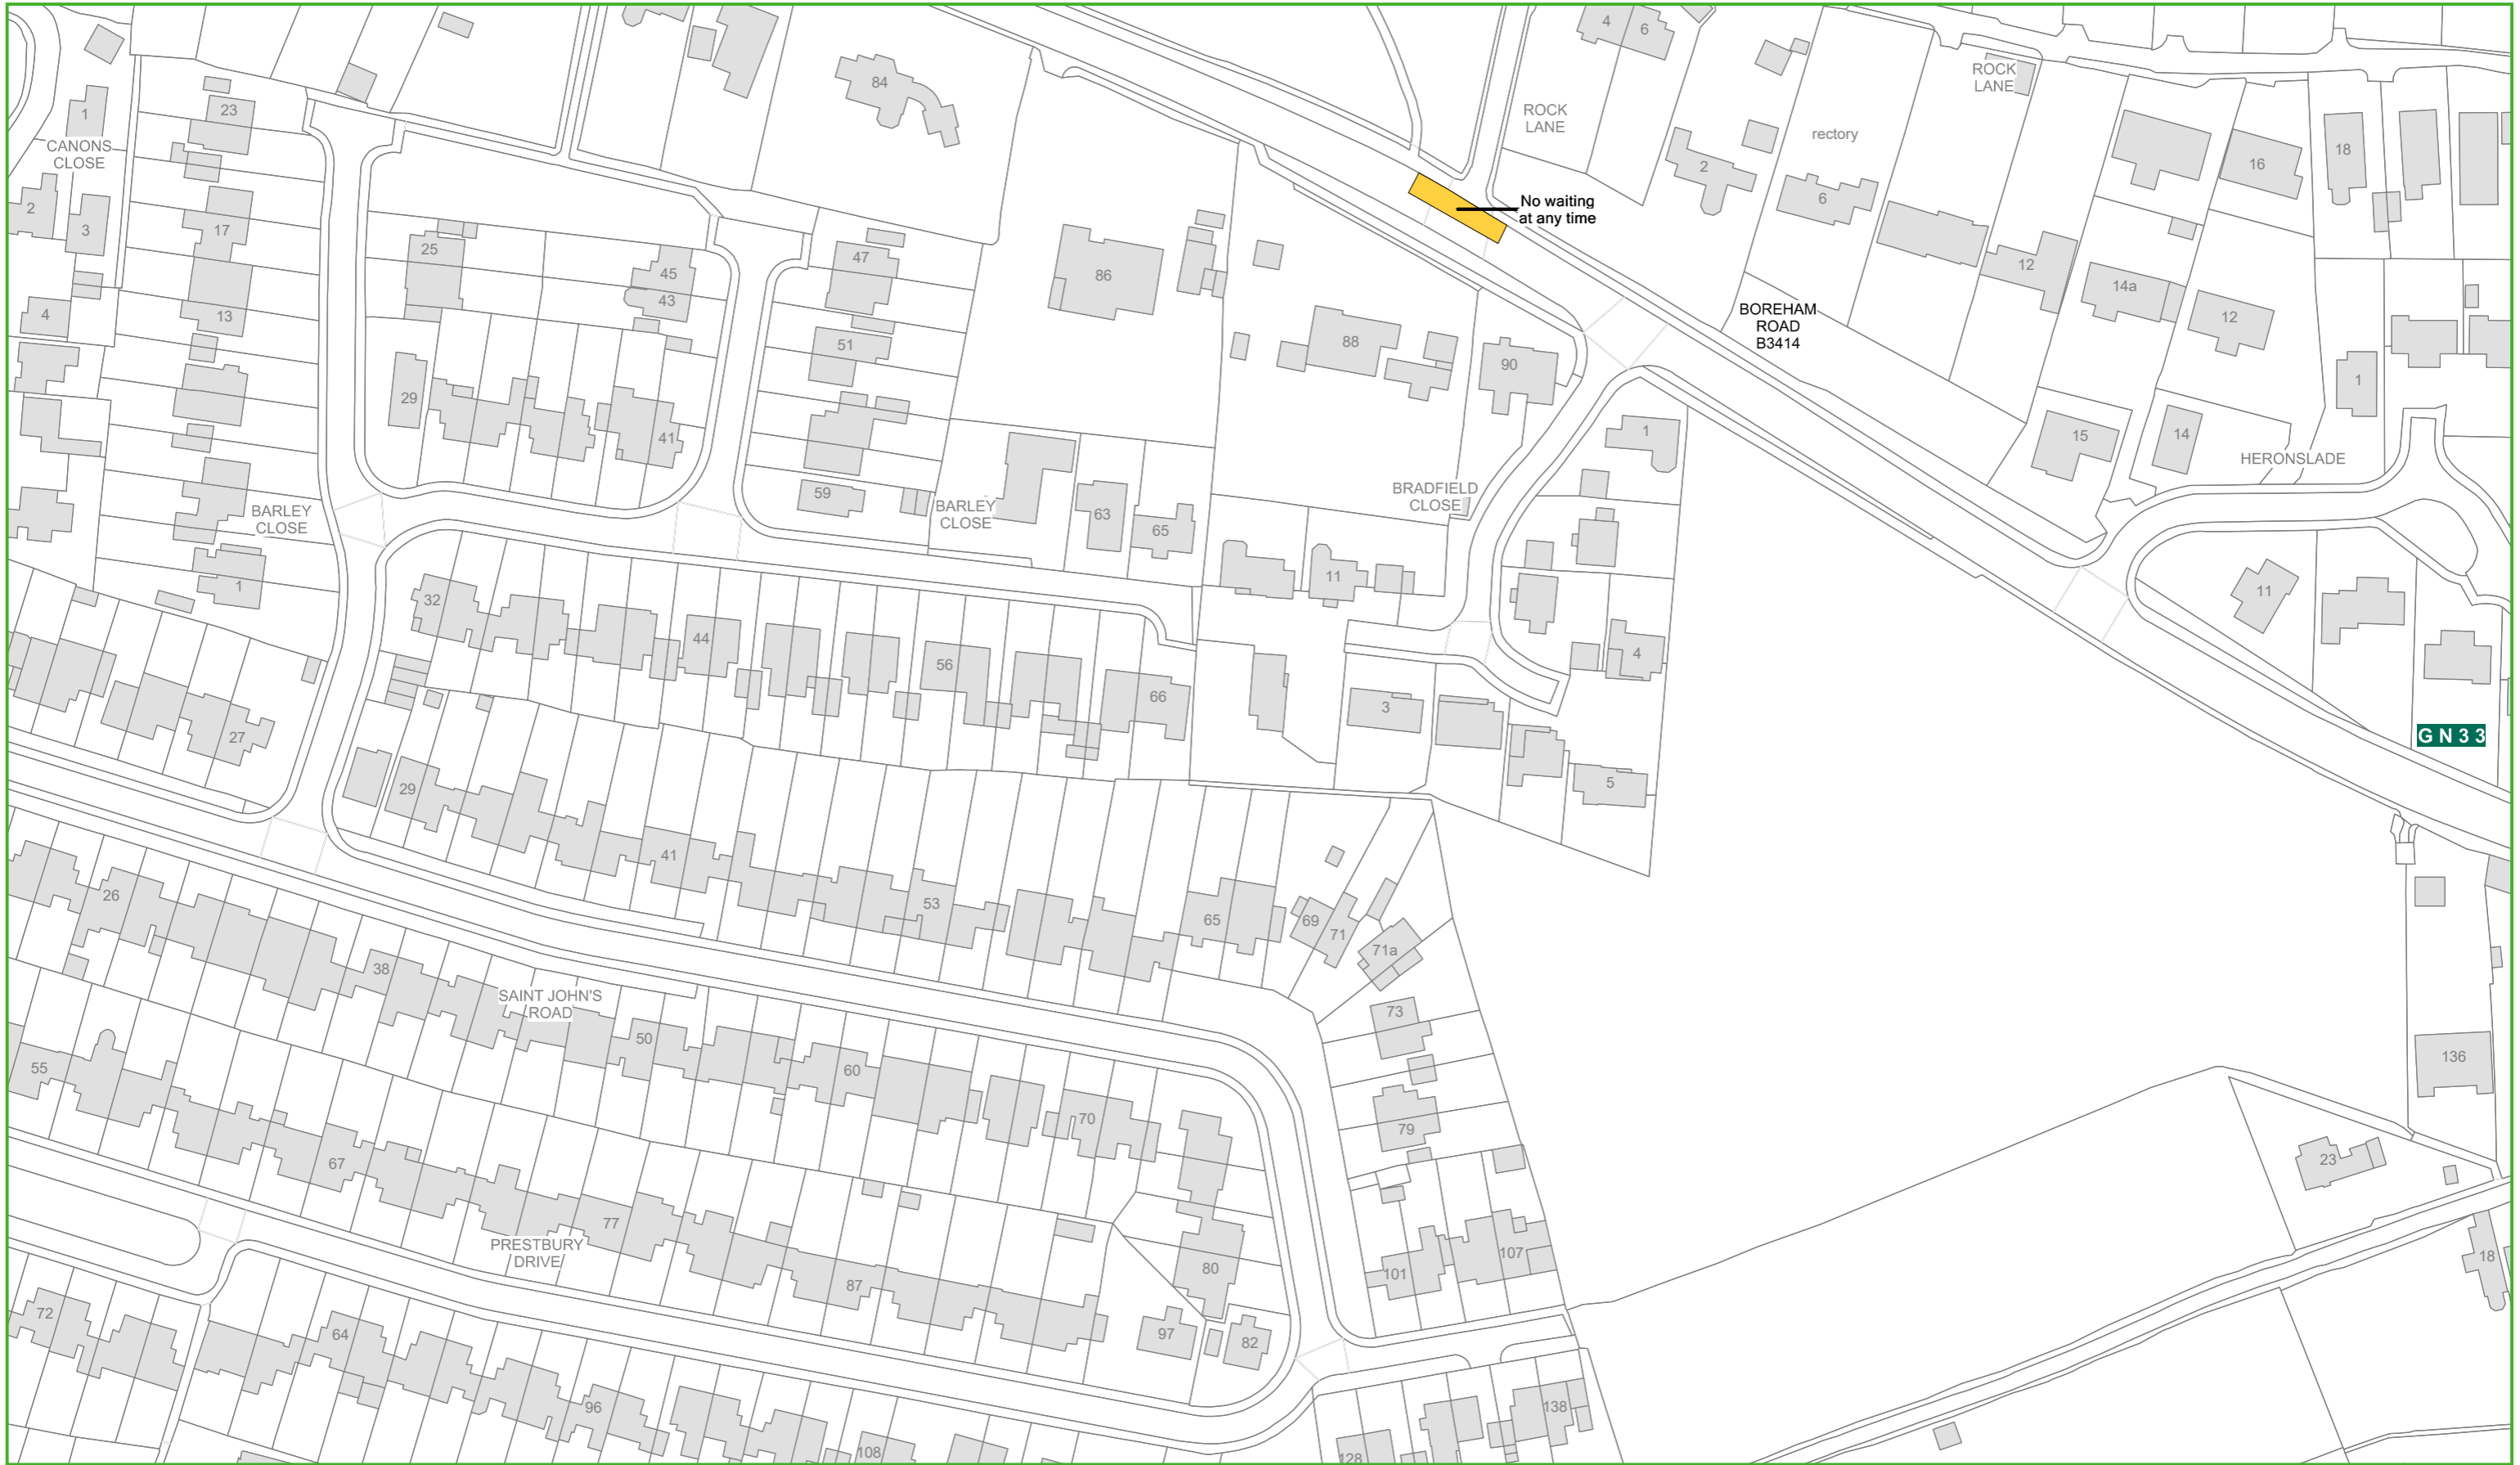 4
6
84
ROCK
LANE
1
23
ROCK
LANE
rectory
CANONS
CLOSE
16
18
2
6
2
No waiting
at any time
3
17
25
45
47
86
12
43
14a
4
13
12
BOREHAM
ROAD
B3414
51
88
90
1
29
41
1
15
14
HERONSLADE
59
BARLEY
CLOSE
BARLEY
CLOSE
63
65
BRADFIELD
CLOSE
11
1
32
11
44
56
66
4
3
27
G N 3 3
29
5
41
26
53
65
69
71
71a
38
SAINT JOHN'S
ROAD
73
50
55
60
136
70
79
67
23
77
PRESTBURY
DRIVE
87
80
101
107
18
72
64
97
82
96
138
108
128